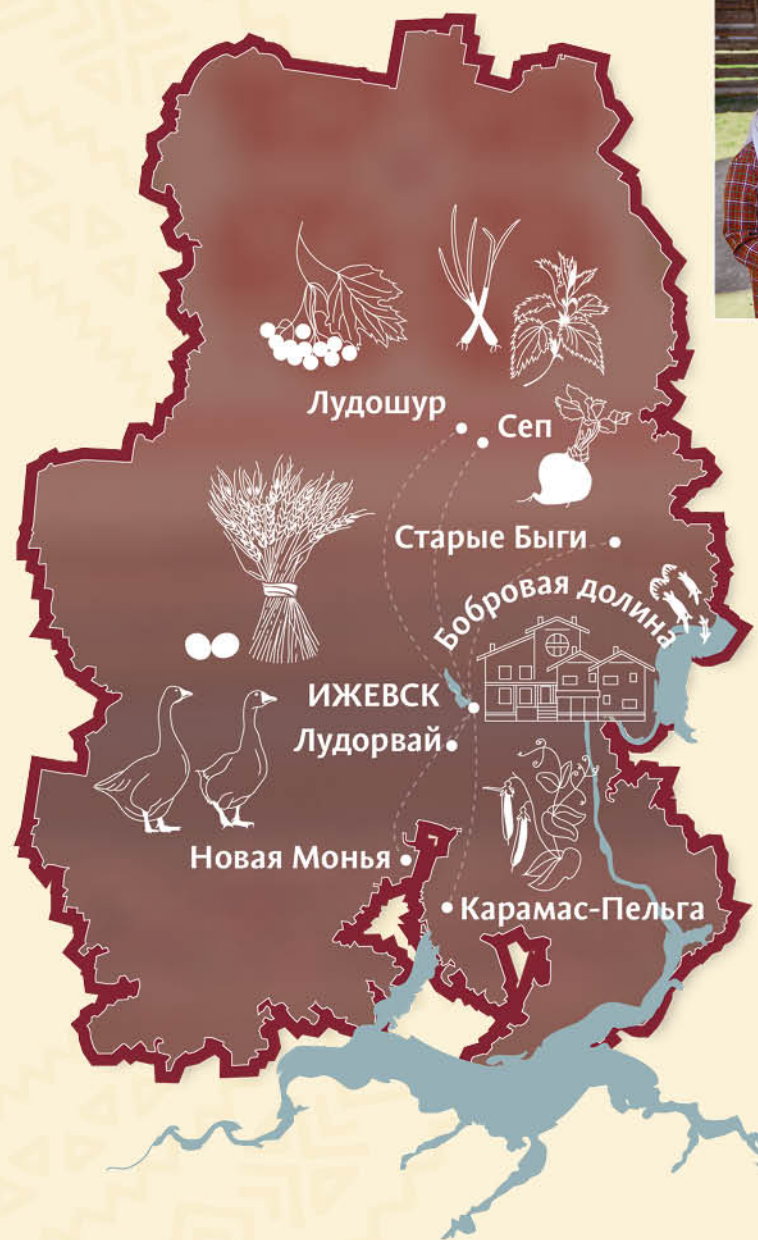 Лудошур
Сеп
Старые Быги
Бобровая долина
ИЖЕВСК
Лудорвай
Новая Монья
Карамас-Пельга